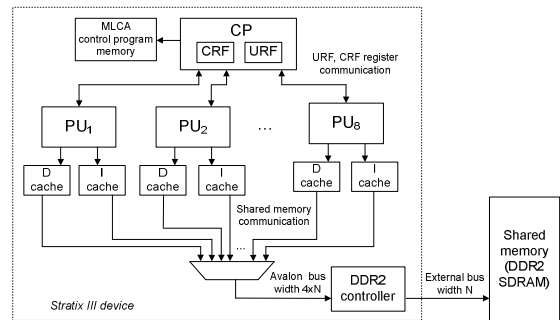 MLCA
control program
memory
CP
CRF
URF
URF, CRF register
communication
PU1
PU2
...
PU8
D
cache
I
cache
D
cache
I
cache
D
cache
I
cache
Shared memory
communication
...
Avalon bus
width 4xN
DDR2
controller
External bus
width N
Shared
memory
(DDR2
SDRAM)
Stratix III device